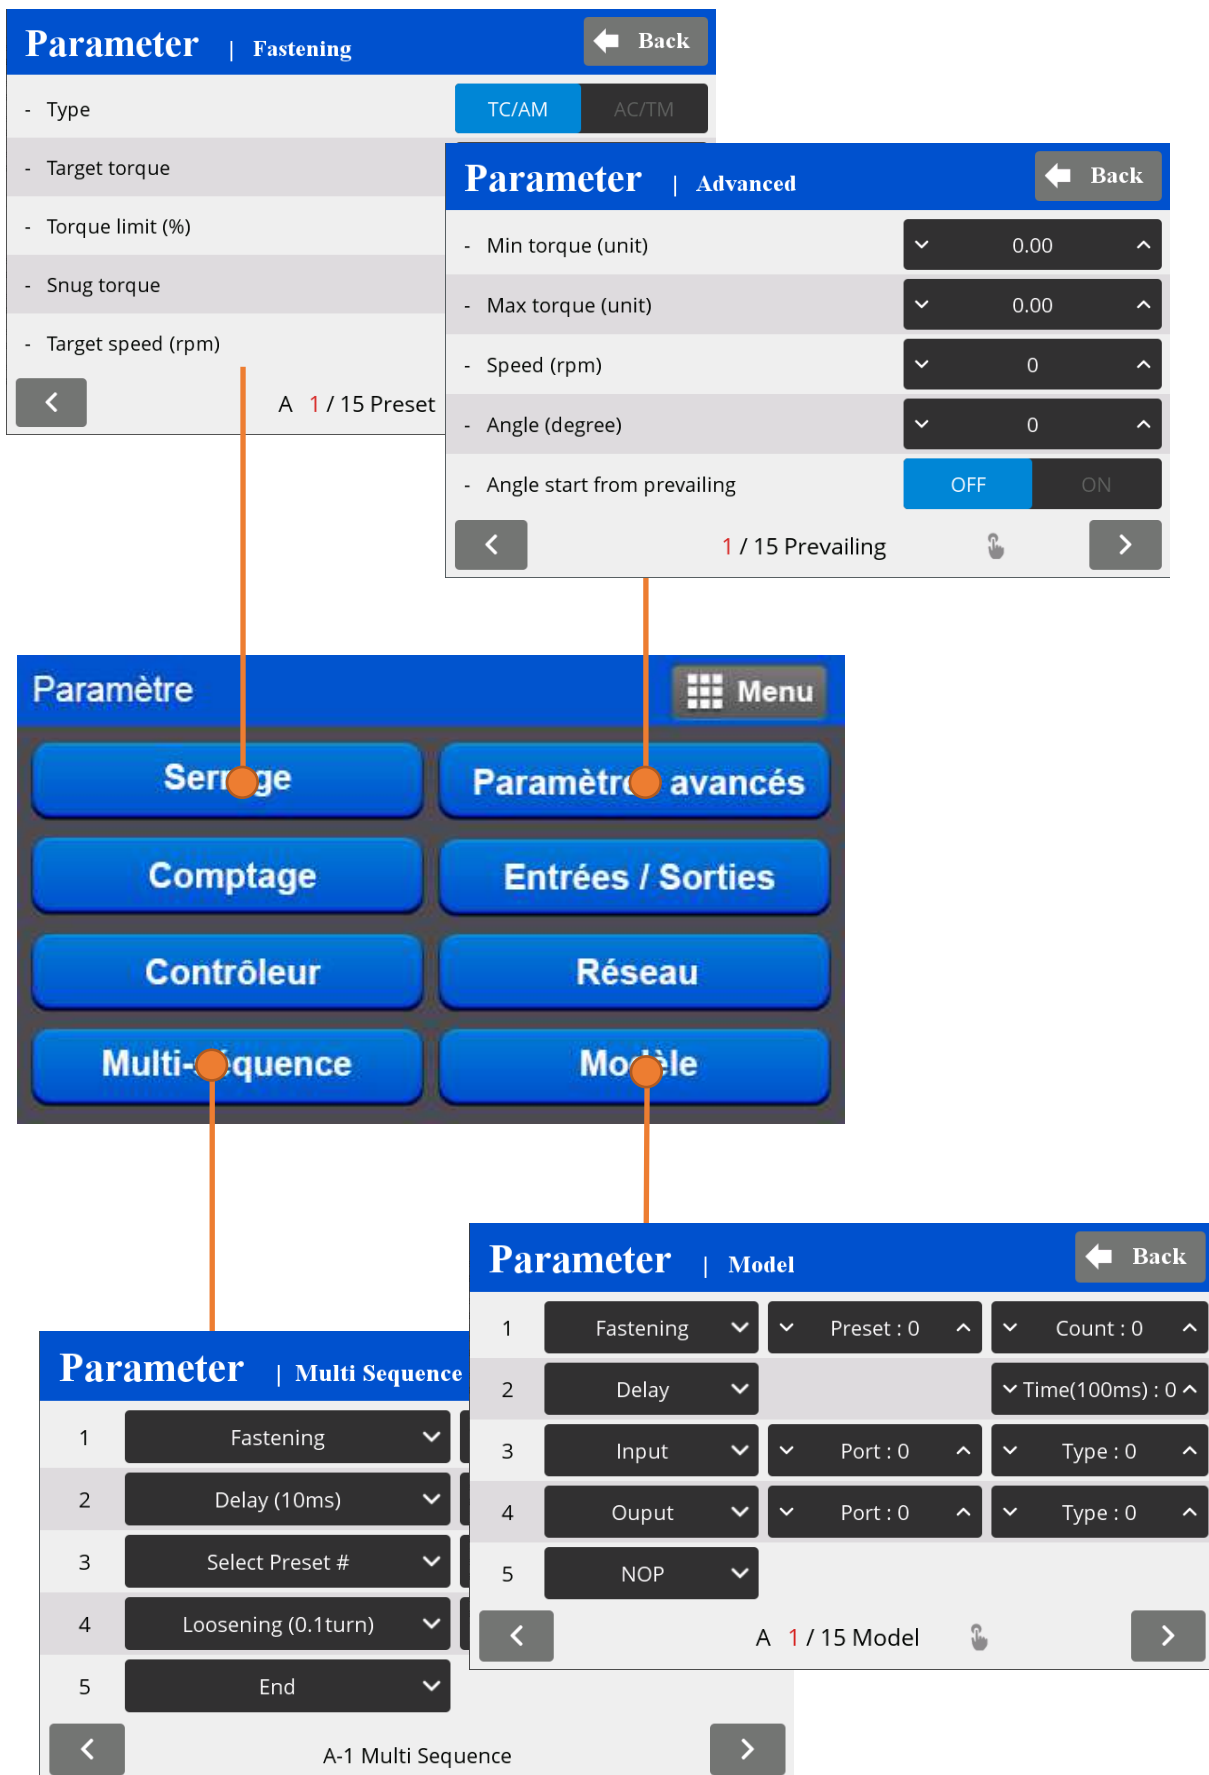 Parameter | Fastening Back
- Type TC/AM AC/TM
- Target torque
- Torque limit (%)
- Snug torque
- Target speed (rpm)
A 1 / 15 Preset
Parameter | Advanced Back
- Min torque (unit) 0.00
- Max torque (unit) 0.00
- Speed (rpm) 0
- Angle (degree) 0
- Angle start from prevailing OFF ON
1 / 15 Prevailing
Paramètre Menu
Serrage Paramètres avancés
Comptage Entrées / Sorties
Contrôleur Réseau
Multi-séquence Modèle
Parameter | Model Back
1 Fastening Preset : 0 Count : 0
2 Delay Time(100ms) : 0
3 Input Port : 0 Type : 0
4 Ouput Port : 0 Type : 0
5 NOP
A 1 / 15 Model
Parameter | Multi Sequence
1 Fastening
2 Delay (10ms)
3 Select Preset #
4 Loosening (0.1turn)
5 End
A-1 Multi Sequence